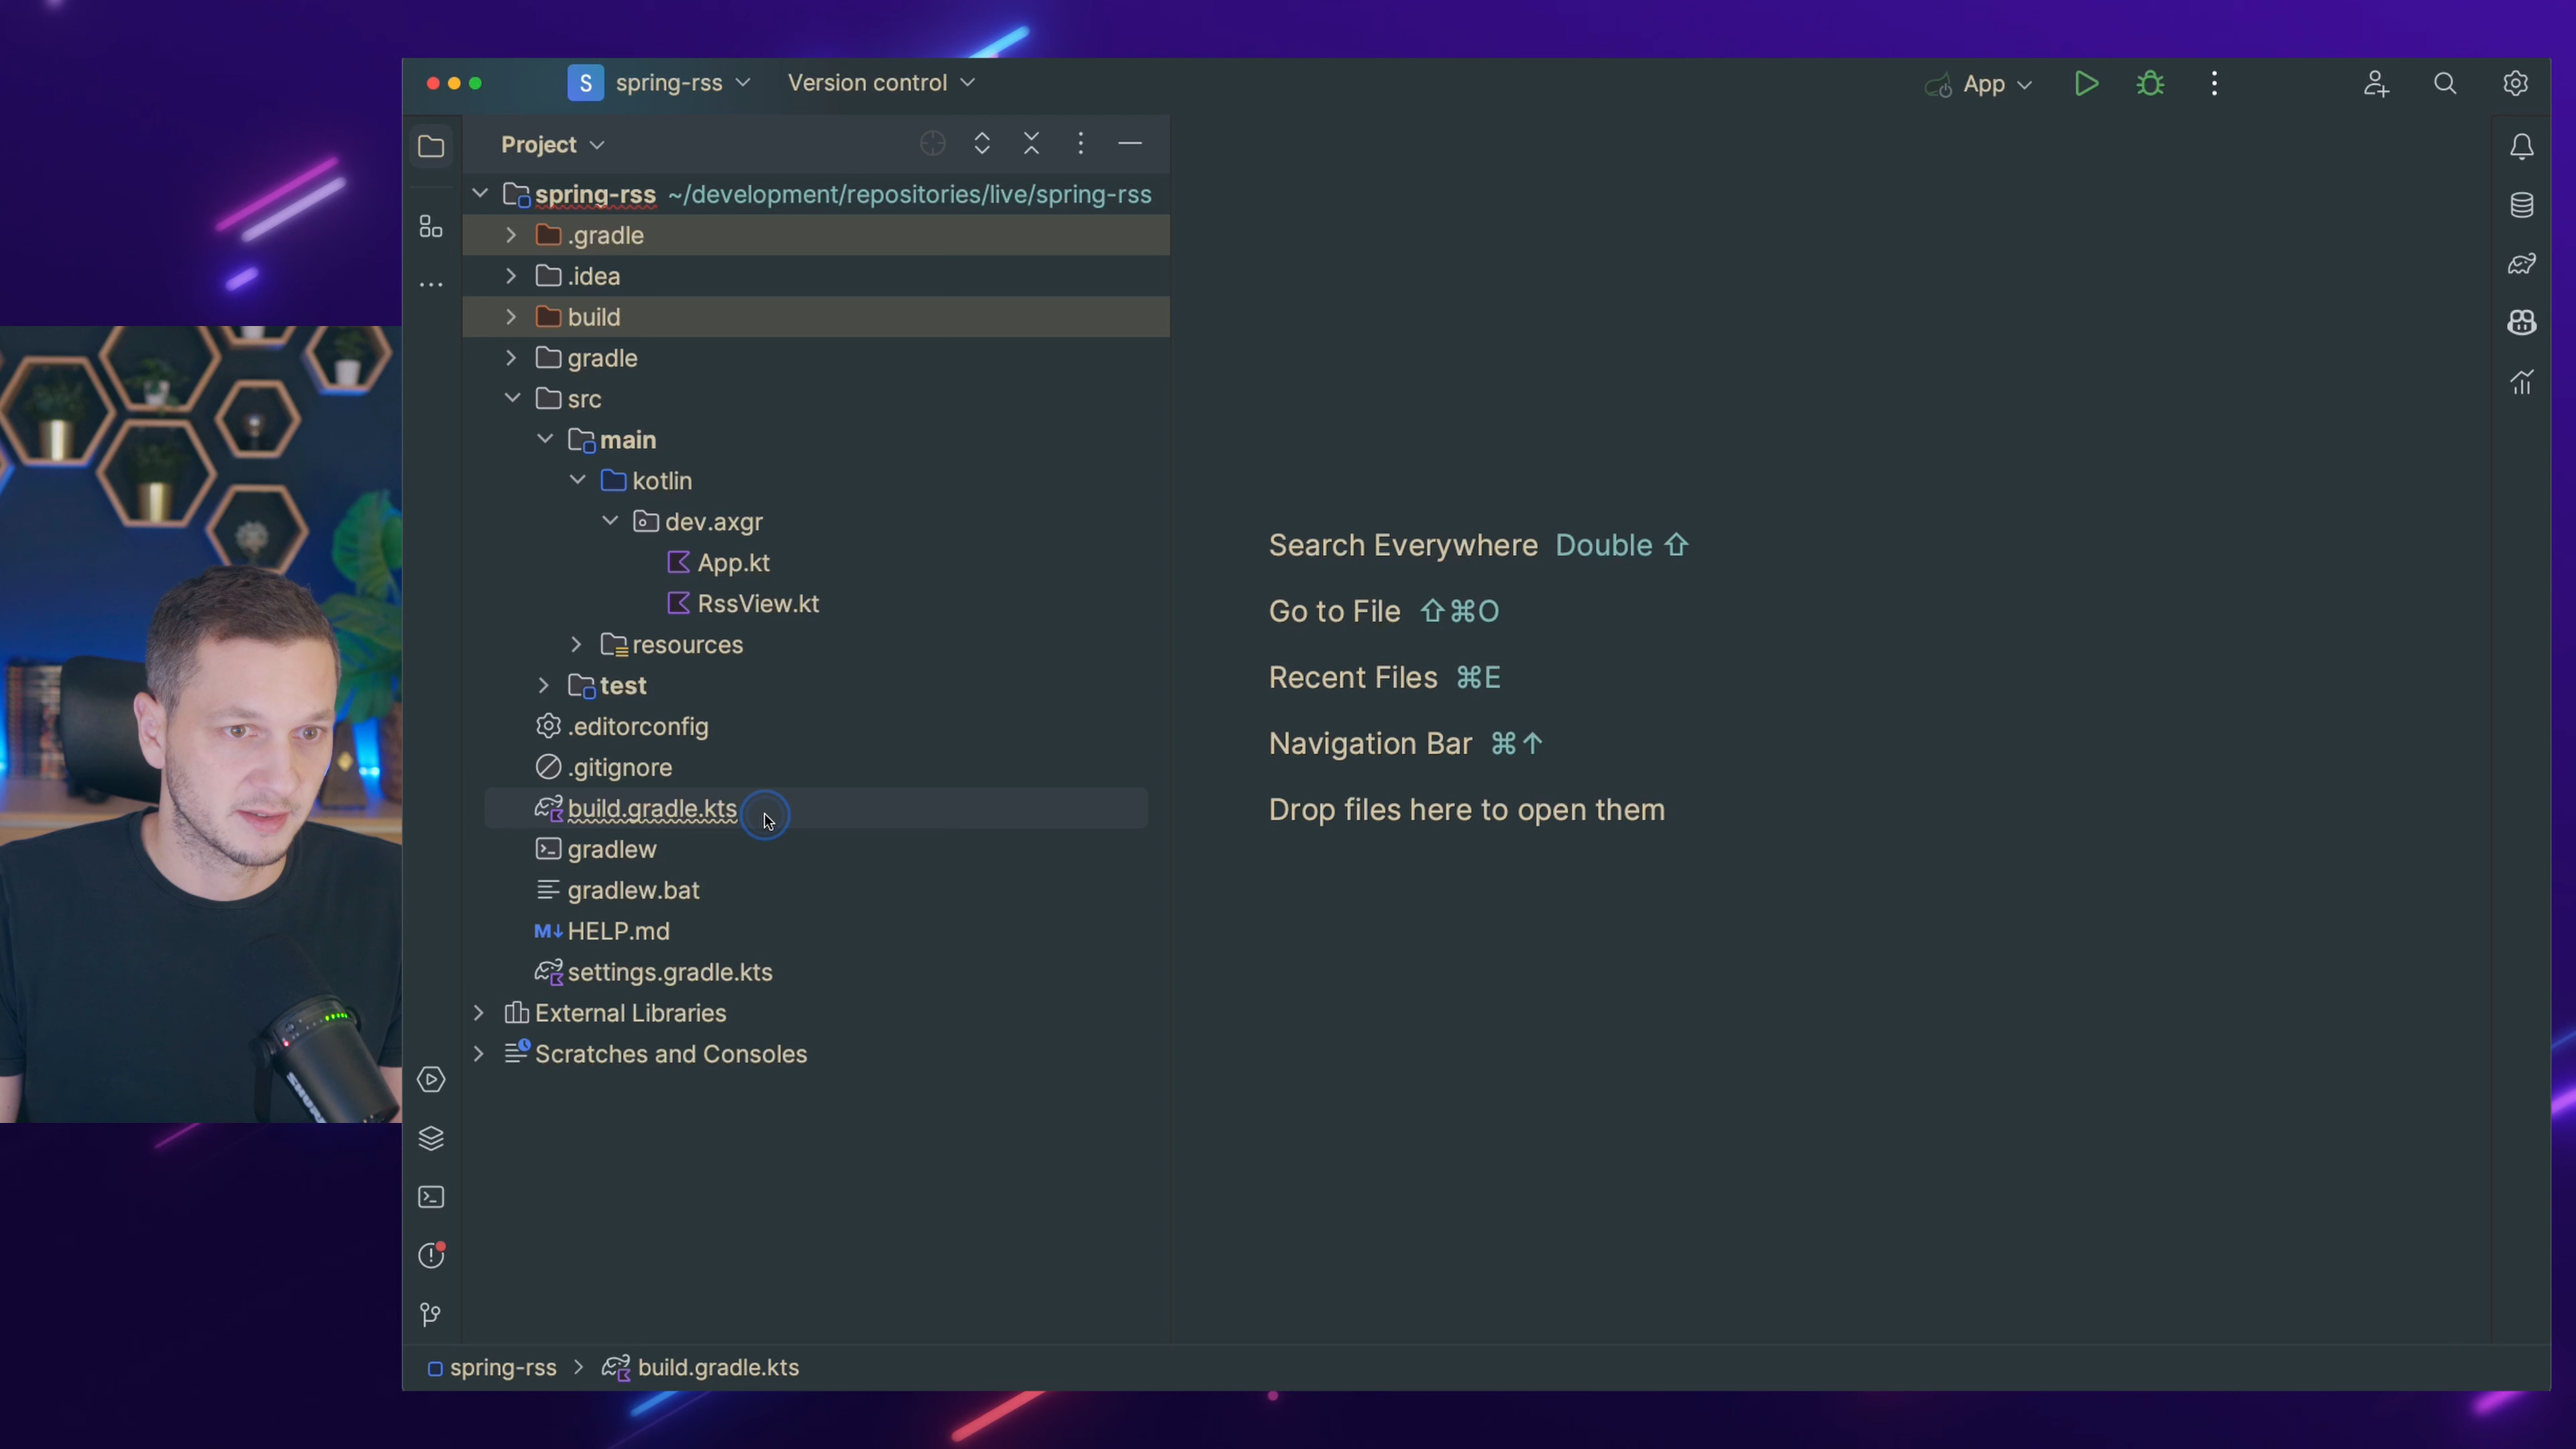 S spring-rss Version control App
Project
spring-rss ~/development/repositories/live/spring-rss
.gradle
.idea
build
gradle
src
main
kotlin
dev.axgr
App.kt
RssView.kt
resources
test
.editorconfig
.gitignore
build.gradle.kts
gradlew
gradlew.bat
M↓ HELP.md
settings.gradle.kts
External Libraries
Scratches and Consoles
Search Everywhere Double ⇧
Go to File ⇧⌘O
Recent Files ⌘E
Navigation Bar ⌘↑
Drop files here to open them
spring-rss > build.gradle.kts